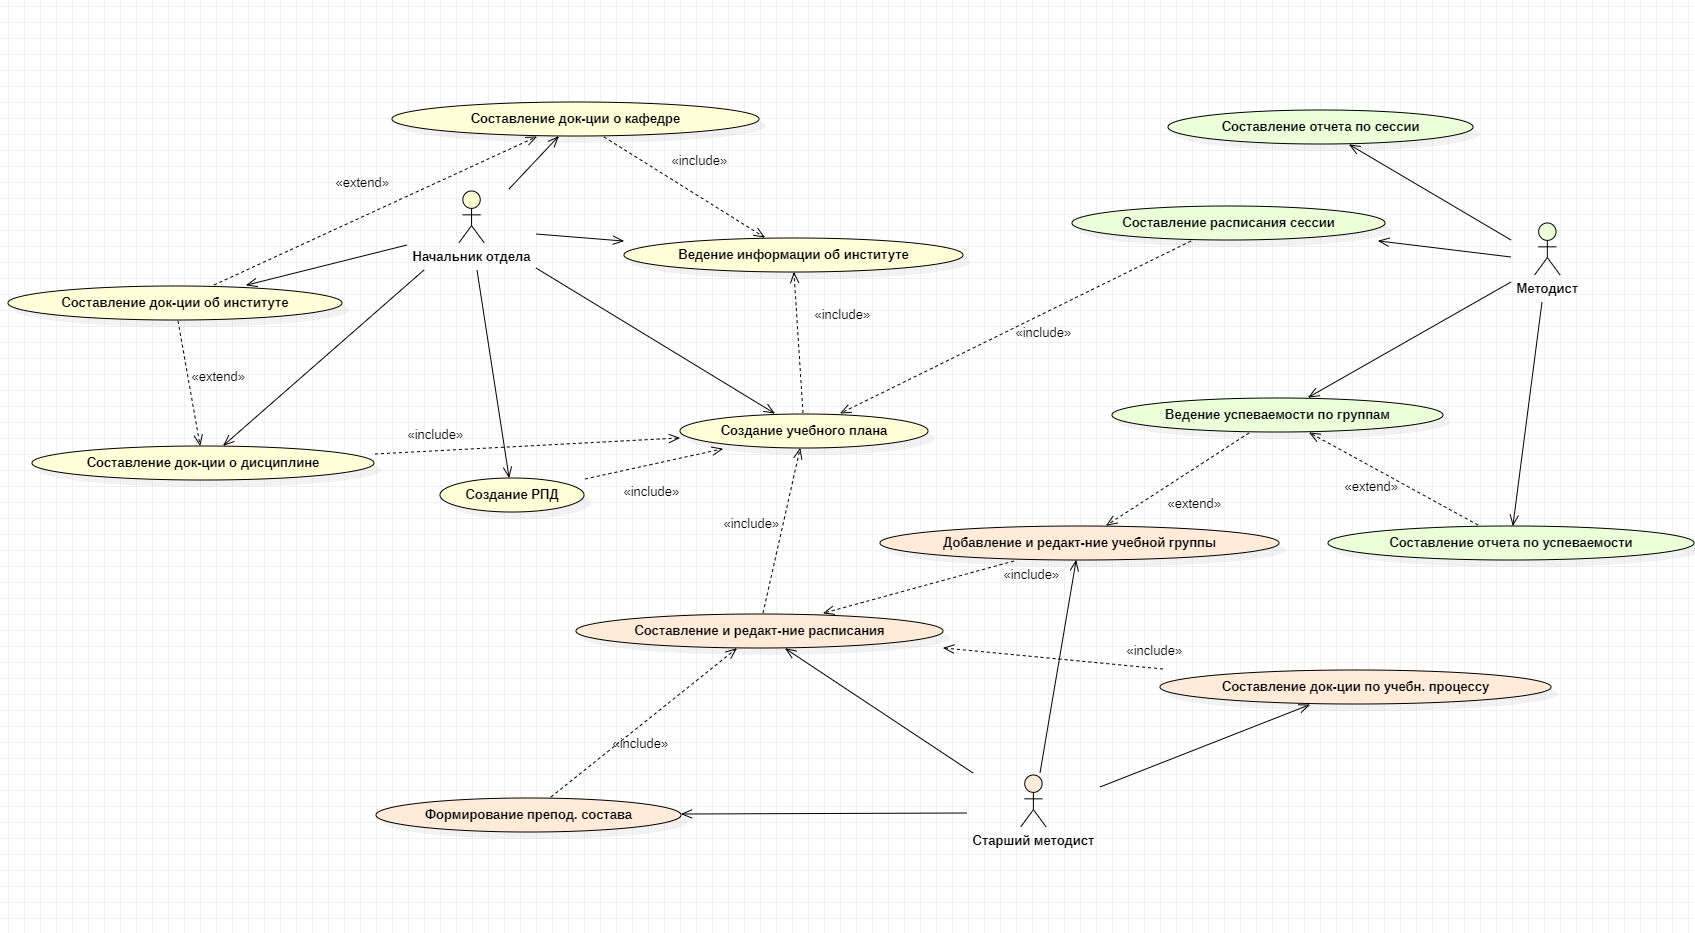 Составление док-ции о кафедре
Составление отчета по сессии
«include»
«extend»
Составление расписания сессии
Начальник отдела
Ведение информации об институте
Методист
Составление док-ции об институте
«include»
«include»
«extend»
Ведение успеваемости по группам
Создание учебного плана
«include»
Составление док-ции о дисциплине
Создание РПД
«include»
«extend»
«extend»
«include»
Добавление и редакт-ние учебной группы
Составление отчета по успеваемости
«include»
Составление и редакт-ние расписания
«include»
Составление док-ции по учебн. процессу
«include»
Формирование препод. состава
Старший методист